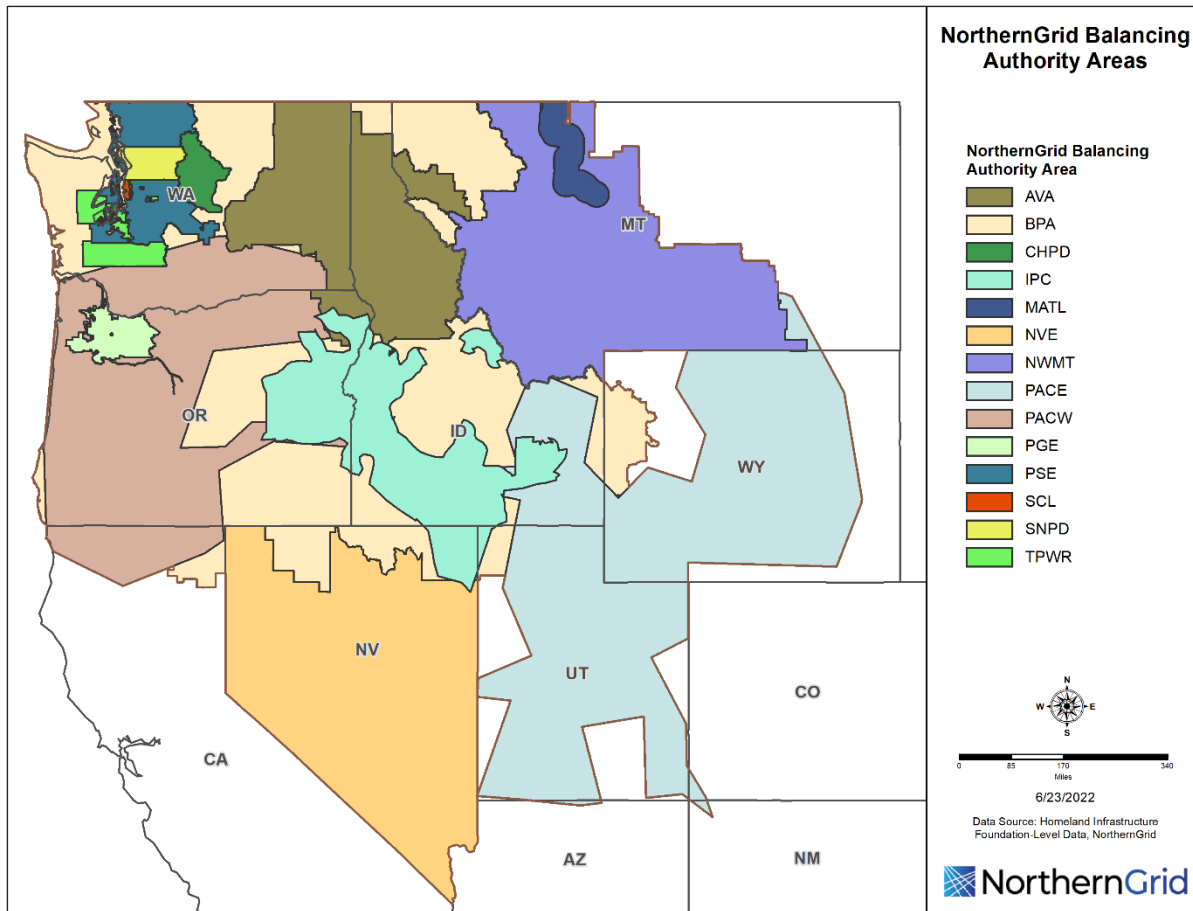 NorthernGrid Balancing
Authority Areas
NorthernGrid Balancing
Authority Area
AVA
BPA
CHPD
IPC
MATL
NVE
NWMT
PACE
PACW
PGE
PSE
SCL
SNPD
TPWR
WA
MT
OR
ID
WY
NV
UT
CO
CA
AZ
NM
N
W E
S
0 85 170 340
Miles
6/23/2022
Data Source: Homeland Infrastructure
Foundation-Level Data, NorthernGrid
NorthernGrid